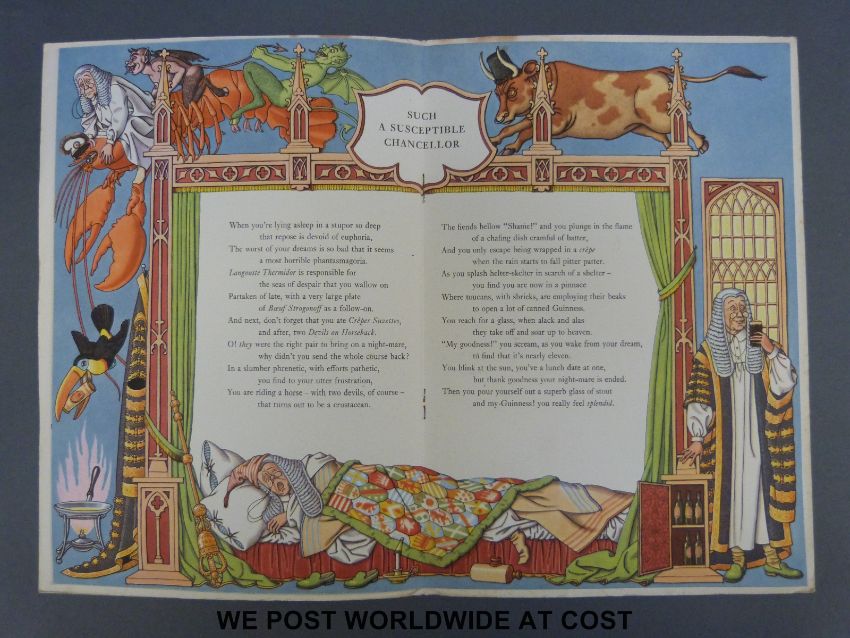 SUCH
A SUSCEPTIBLE
CHANCELLOR
When you're lying asleep in a stupor so deep
that repose is devoid of euphoria,
The worst of your dreams is so bad that it seems
a most horrible phantasmagoria.
Langouste Thermidor is responsible for
the seas of despair that you wallow on
Partaken of late, with a very large plate
of Bœuf Strogonoff as a follow-on.
And next, don't forget that you ate Crêpes Suzettes,
and after, two Devils on Horseback.
O! they were the right pair to bring on a night-mare,
why didn't you send the whole course back?
In a slumber phrenetic, with efforts pathetic,
you find to your utter frustration,
You are riding a horse – with two devils, of course –
that turns out to be a crustacean.
The fiends bellow "Shame!" and you plunge in the flame
of a chafing dish cramful of batter,
And you only escape being wrapped in a crêpe
when the rain starts to fall pitter patter.
As you splash helter-skelter in search of a shelter –
you find you are now in a pinnace
Where toucans, with shrieks, are employing their beaks
to open a lot of canned Guinness.
You reach for a glass, when alack and alas
they take off and soar up to heaven.
"My goodness!" you scream, as you wake from your dream,
to find that it's nearly eleven.
You blink at the sun, you've a lunch date at one,
but thank goodness your night-mare is ended.
Then you pour yourself out a superb glass of stout
and my-Guinness! you really feel splendid.
WE POST WORLDWIDE AT COST